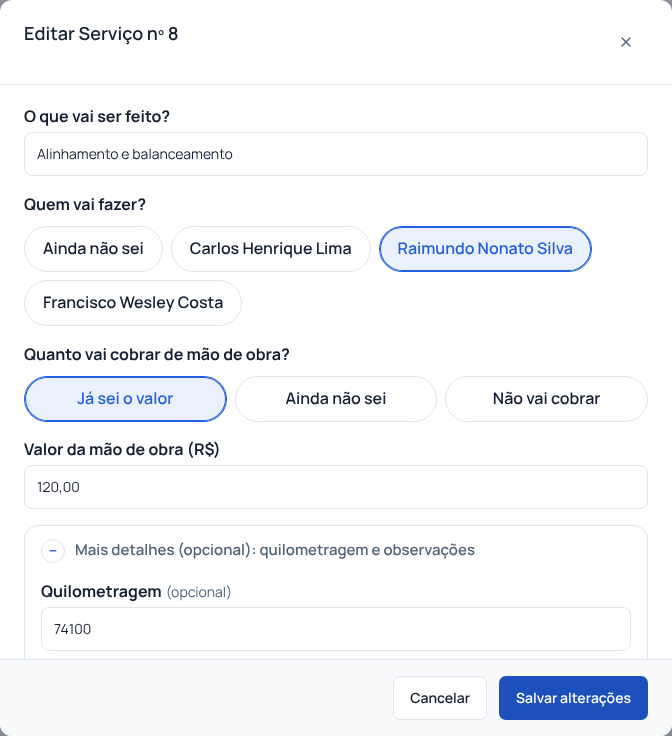 Editar Serviço nº 8
×
O que vai ser feito?
Alinhamento e balanceamento
Quem vai fazer?
Ainda não sei
Carlos Henrique Lima
Raimundo Nonato Silva
Francisco Wesley Costa
Quanto vai cobrar de mão de obra?
Já sei o valor
Ainda não sei
Não vai cobrar
Valor da mão de obra (R$)
120,00
− Mais detalhes (opcional): quilometragem e observações
Quilometragem (opcional)
74100
Cancelar
Salvar alterações